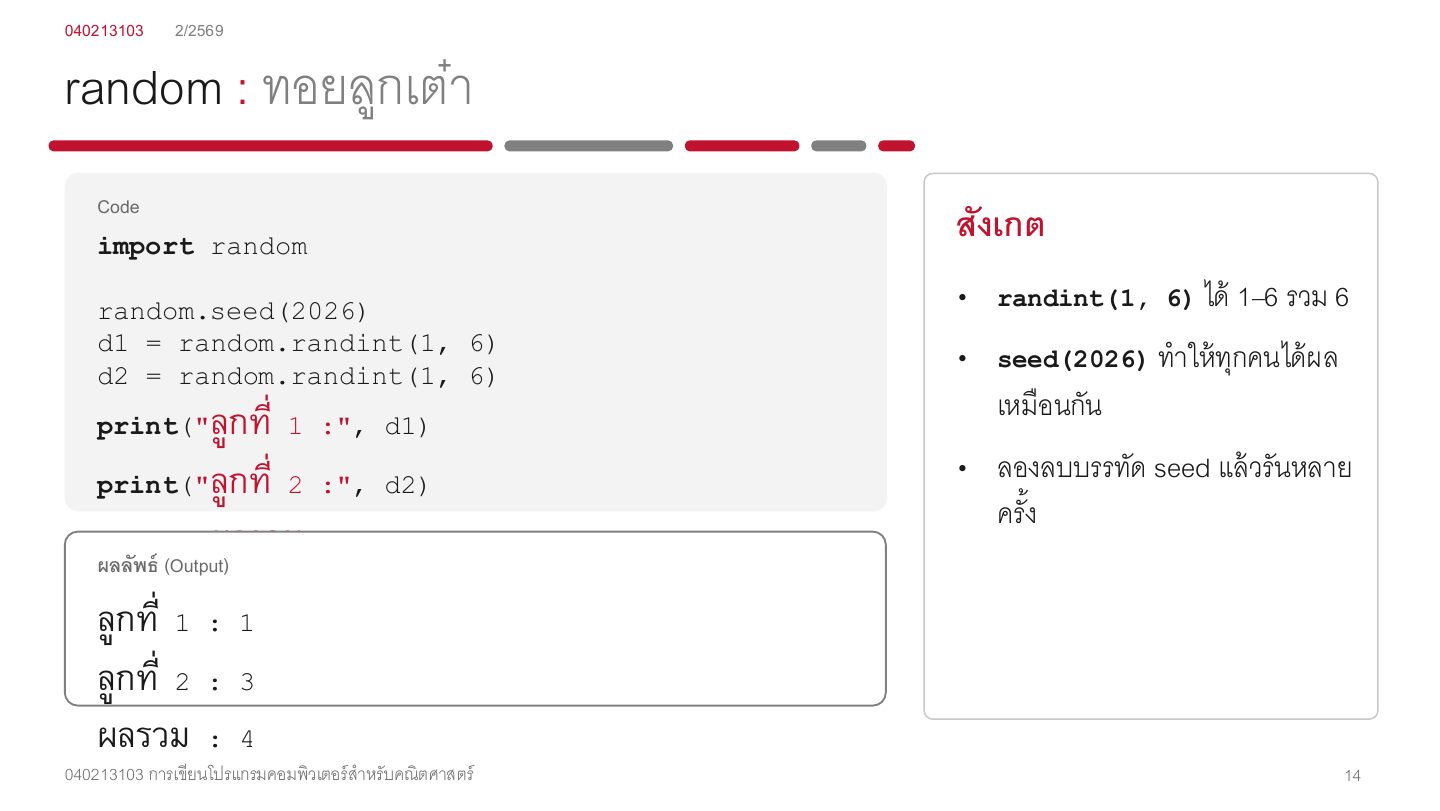 040213103 2/2569
random : ทอยลูกเต๋า
Code
import random
random.seed(2026)
d1 = random.randint(1, 6)
d2 = random.randint(1, 6)
print("ลูกที่ 1 :", d1)
print("ลูกที่ 2 :", d2)
ผลลัพธ์ (Output)
ลูกที่ 1 : 1
ลูกที่ 2 : 3
ผลรวม : 4
สังเกต
• randint(1, 6) ได้ 1–6 รวม 6
• seed(2026) ทำให้ทุกคนได้ผล
เหมือนกัน
• ลองลบบรรทัด seed แล้วรันหลาย
ครั้ง
040213103 การเขียนโปรแกรมคอมพิวเตอร์สำหรับคณิตศาสตร์ 14